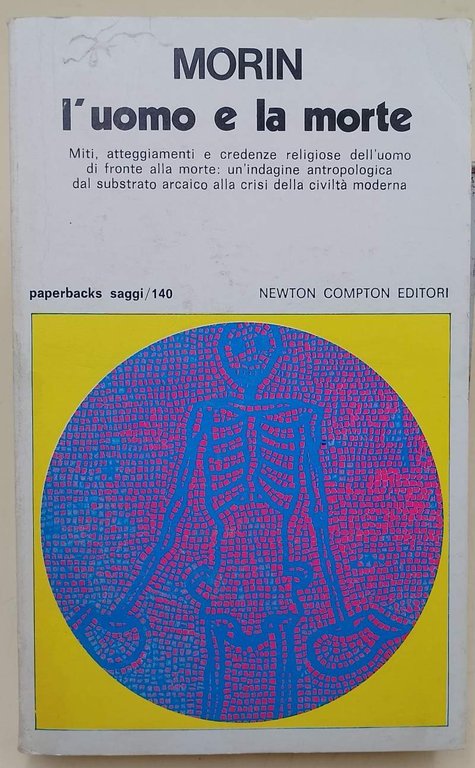 MORIN
l'uomo e la morte
Miti, atteggiamenti e credenze religiose dell'uomo
di fronte alla morte: un'indagine antropologica
dal substrato arcaico alla crisi della civiltà moderna
paperbacks saggi/140 NEWTON COMPTON EDITORI